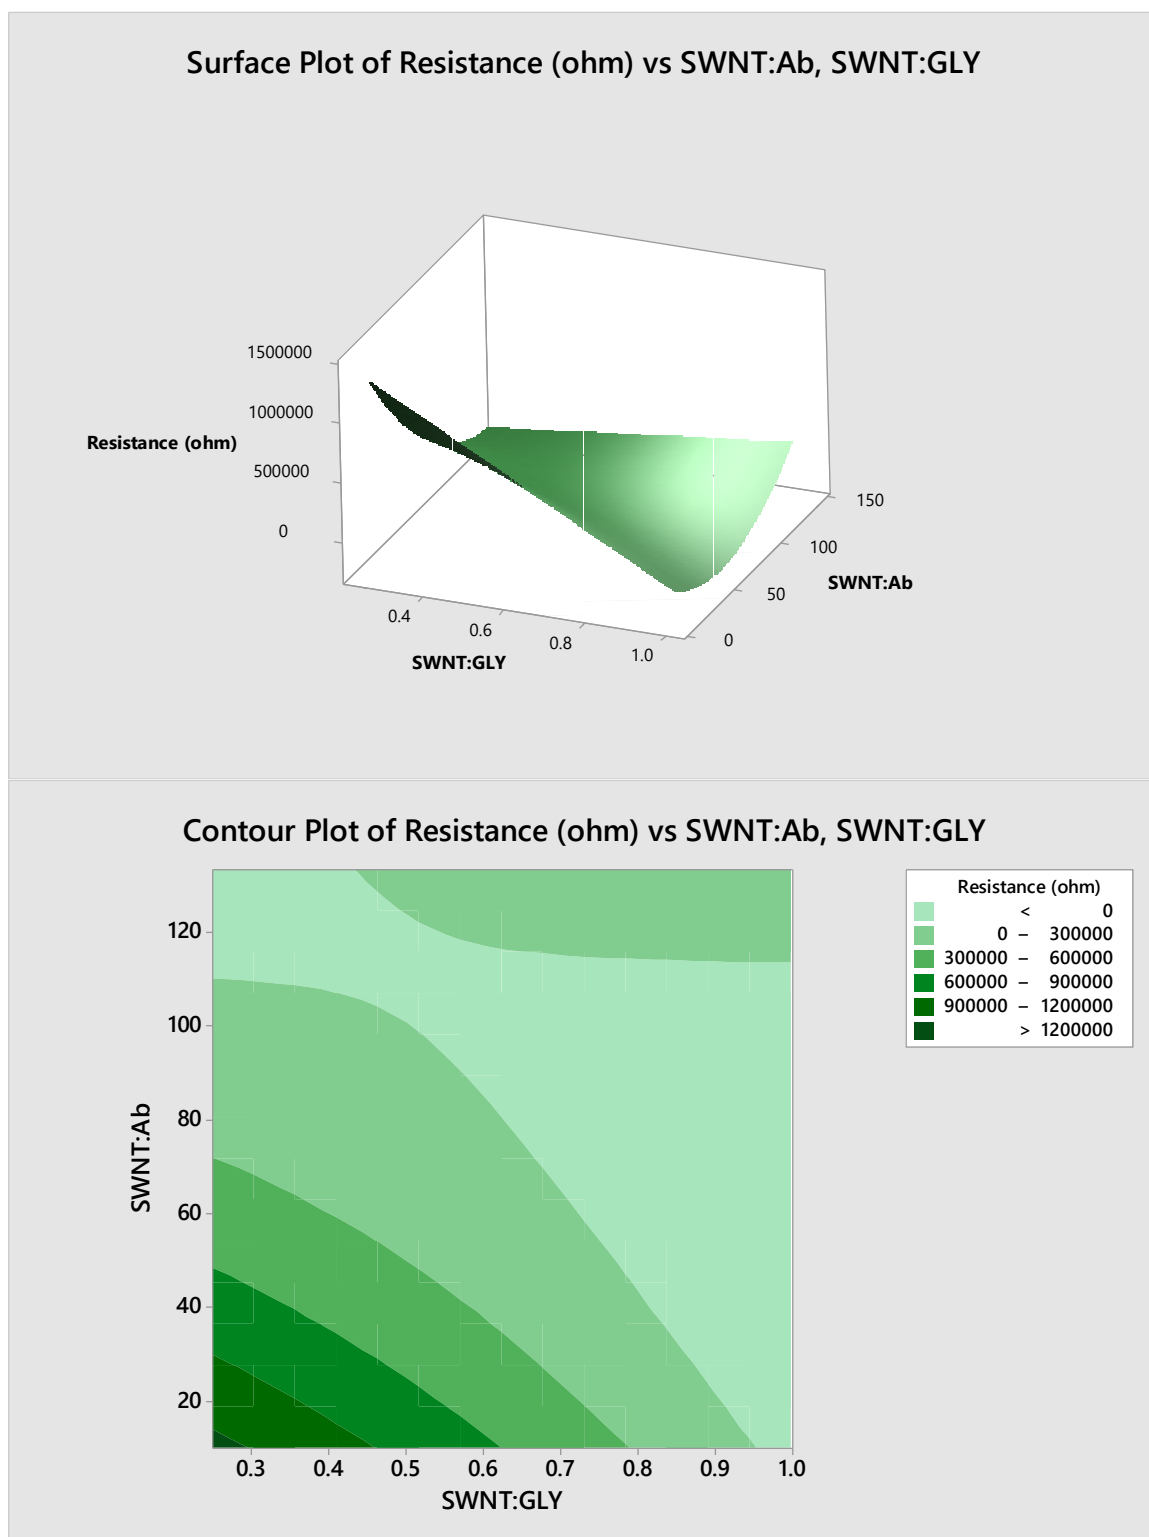 Surface Plot of Resistance (ohm) vs SWNT:Ab, SWNT:GLY
1500000
1000000
Resistance (ohm)
500000
0
150
100
SWNT:Ab
50
0
0.4
0.6
0.8
1.0
SWNT:GLY
Contour Plot of Resistance (ohm) vs SWNT:Ab, SWNT:GLY
Resistance (ohm)
< 0
0 – 300000
300000 – 600000
600000 – 900000
900000 – 1200000
> 1200000
120
100
80
60
40
20
SWNT:Ab
0.3 0.4 0.5 0.6 0.7 0.8 0.9 1.0
SWNT:GLY